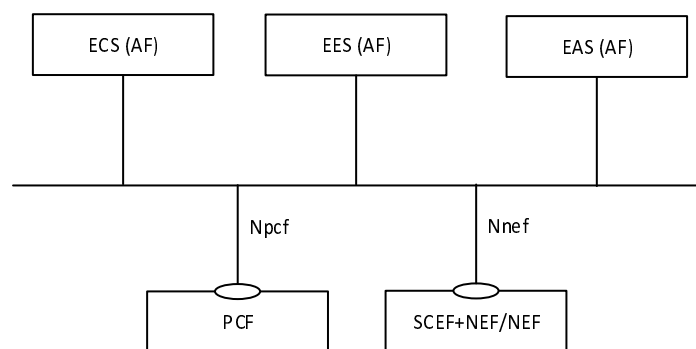 ECS (AF)
EES (AF)
EAS (AF)
Npcf
Nnef
PCF
SCEF+NEF/NEF